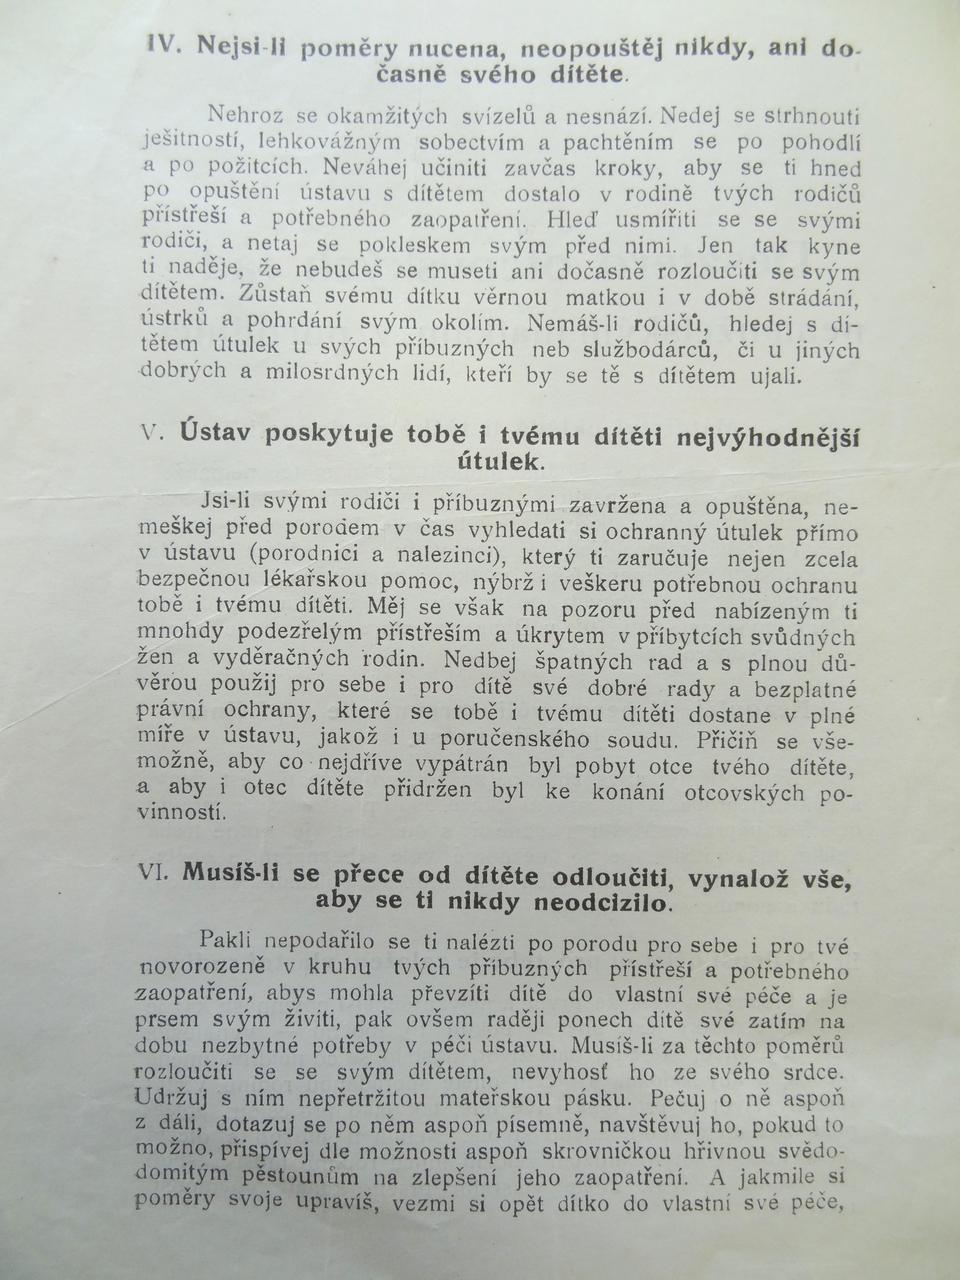 IV. Nejsi-li poměry nucena, neopouštěj nikdy, ani do-
časně svého dítěte.
Nehroz se okamžitých svízelů a nesnází. Nedej se strhnouti
ješitností, lehkovážným sobectvím a pachtěním se po pohodlí
a po požitcích. Neváhej učiniti zavčas kroky, aby se ti hned
po opuštění ústavu s dítětem dostalo v rodině tvých rodičů
přístřeší a potřebného zaopatření. Hleď usmířiti se se svými
rodiči, a netaj se pokleskem svým před nimi. Jen tak kyne
ti naděje, že nebudeš se museti ani dočasně rozloučiti se svým
dítětem. Zůstaň svému dítku věrnou matkou i v době strádání,
ústrků a pohrdání svým okolím. Nemáš-li rodičů, hledej s dí-
tětem útulek u svých příbuzných neb službodárců, či u jiných
dobrých a milosrdných lidí, kteří by se tě s dítětem ujali.
V. Ústav poskytuje tobě i tvému dítěti nejvýhodnější
útulek.
Jsi-li svými rodiči i příbuznými zavržena a opuštěna, ne-
meškej před porodem v čas vyhledati si ochranný útulek přímo
v ústavu (porodnici a nalezinci), který ti zaručuje nejen zcela
bezpečnou lékařskou pomoc, nýbrž i veškeru potřebnou ochranu
tobě i tvému dítěti. Měj se však na pozoru před nabízeným ti
mnohdy podezřelým přístřeším a úkrytem v příbytcích svůdných
žen a vyděračných rodin. Nedbej špatných rad a s plnou dů-
věrou použij pro sebe i pro dítě své dobré rady a bezplatné
právní ochrany, které se tobě i tvému dítěti dostane v plné
míře v ústavu, jakož i u poručenského soudu. Přičiň se vše-
možně, aby co nejdříve vypátrán byl pobyt otce tvého dítěte,
a aby i otec dítěte přidržen byl ke konání otcovských po-
vinností.
VI. Musíš-li se přece od dítěte odloučiti, vynalož vše,
aby se ti nikdy neodcizilo.
Pakli nepodařilo se ti nalézti po porodu pro sebe i pro tvé
novorozeně v kruhu tvých příbuzných přístřeší a potřebného
zaopatření, abys mohla převzíti dítě do vlastní své péče a je
prsem svým živiti, pak ovšem raději ponech dítě své zatím na
dobu nezbytné potřeby v péči ústavu. Musíš-li za těchto poměrů
rozloučiti se se svým dítětem, nevyhosť ho ze svého srdce.
Udržuj s ním nepřetržitou mateřskou pásku. Pečuj o ně aspoň
z dáli, dotazuj se po něm aspoň písemně, navštěvuj ho, pokud to
možno, přispívej dle možnosti aspoň skrovničkou hřivnou svědo-
domitým pěstounům na zlepšení jeho zaopatření. A jakmile si
poměry svoje upravíš, vezmi si opět dítko do vlastní své péče,